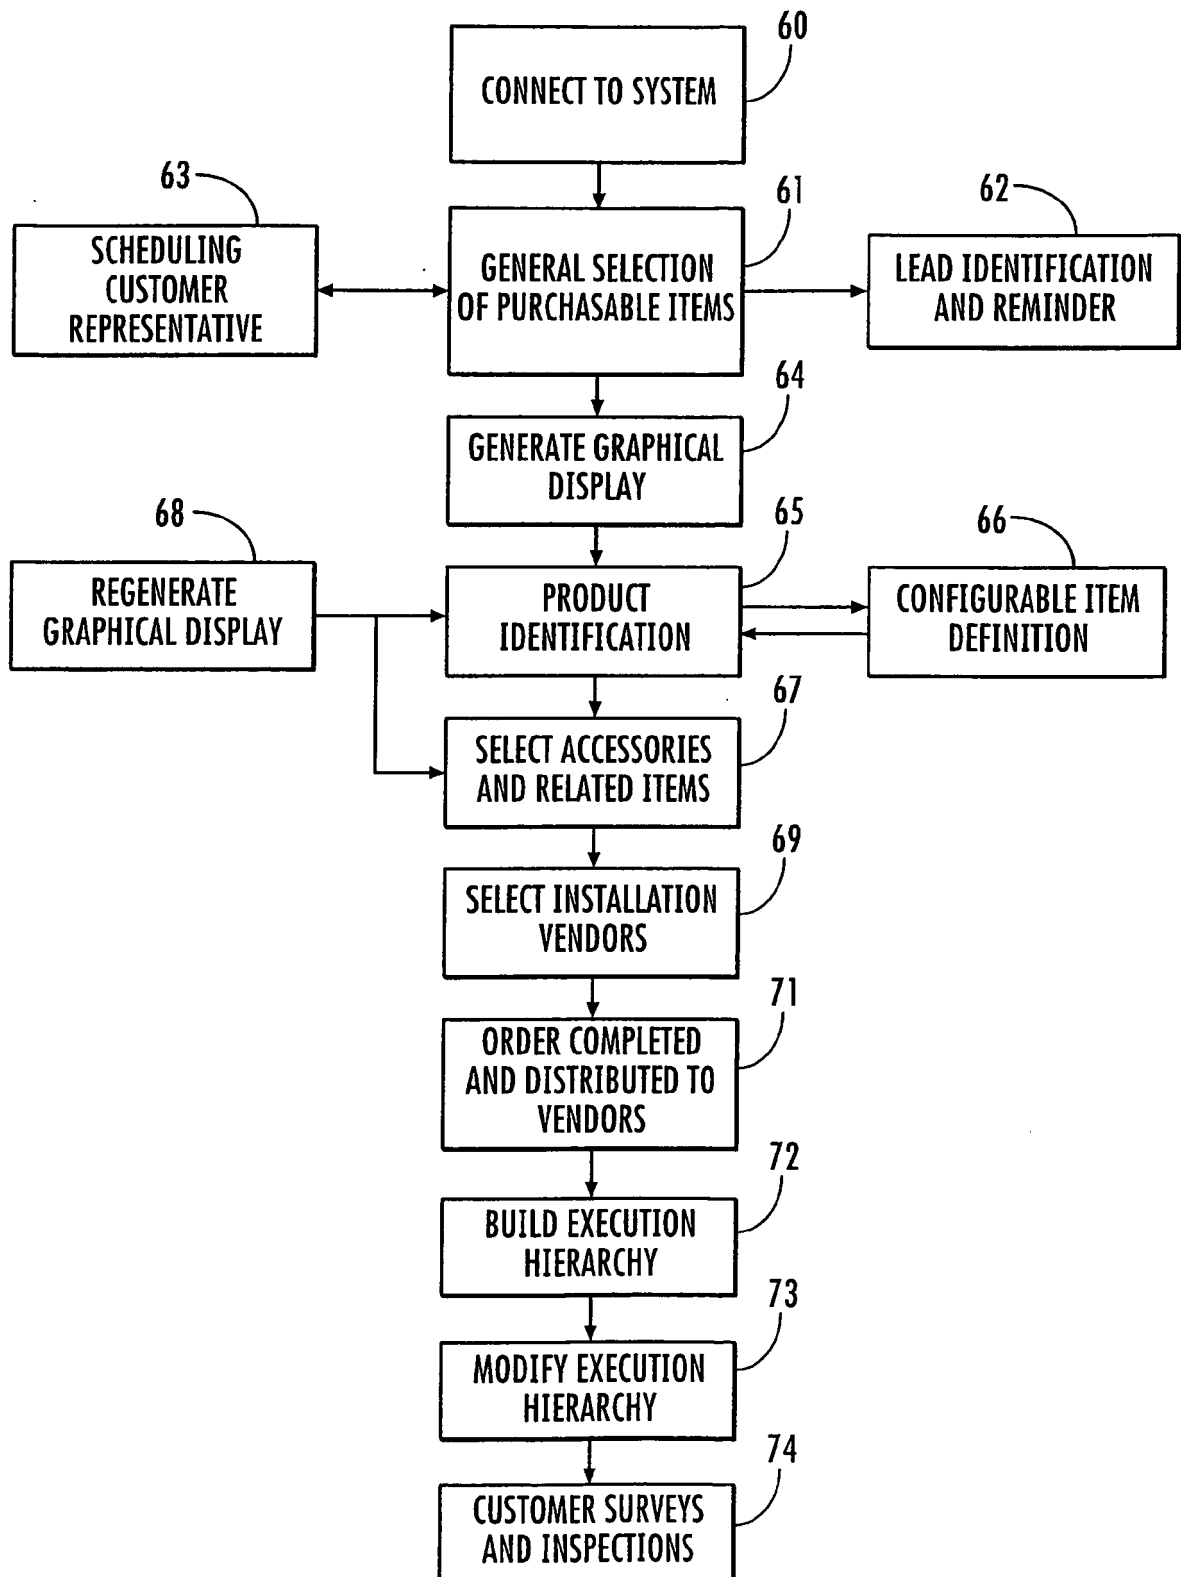 60
CONNECT TO SYSTEM
63
61
62
SCHEDULING
CUSTOMER
REPRESENTATIVE
GENERAL SELECTION
OF PURCHASABLE ITEMS
LEAD IDENTIFICATION
AND REMINDER
64
GENERATE GRAPHICAL
DISPLAY
68
65
66
REGENERATE
GRAPHICAL DISPLAY
PRODUCT
IDENTIFICATION
CONFIGURABLE ITEM
DEFINITION
67
SELECT ACCESSORIES
AND RELATED ITEMS
69
SELECT INSTALLATION
VENDORS
71
ORDER COMPLETED
AND DISTRIBUTED TO
VENDORS
72
BUILD EXECUTION
HIERARCHY
73
MODIFY EXECUTION
HIERARCHY
74
CUSTOMER SURVEYS
AND INSPECTIONS